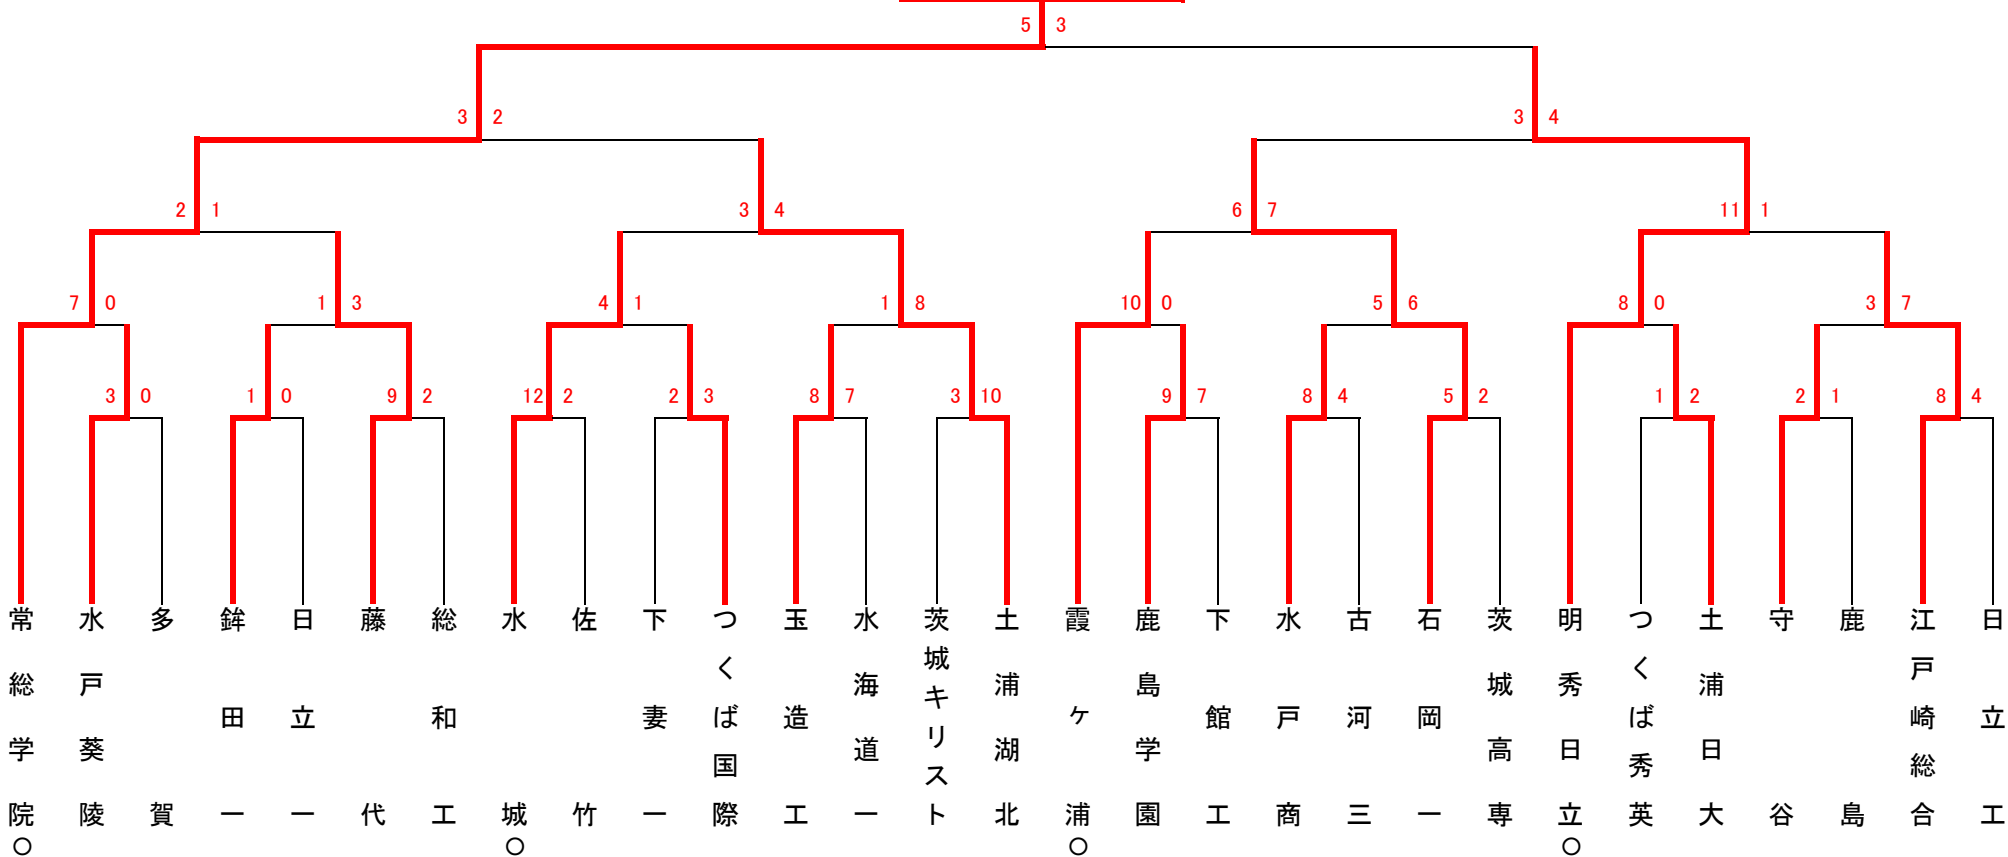 5 3
3 2
3 4
2 1
3 4
6 7
11 1
7 0
1 3
4 1
1 8
10 0
5 6
8 0
3 7
3 0
1 0
9 2
12 2
2 3
8 7
3 10
9 7
8 4
5 2
1 2
2 1
8 4
常総学院○
水戸葵陵
多賀
鉾田一
日立一
藤代
総和工
水城○
佐竹
下妻一
つくば国際
玉造工
水海道一
茨城キリスト
土浦湖北
霞ヶ浦○
鹿島学園
下館工
水戸商
古河三
石岡一
茨城高専
明秀日立○
つくば秀英
土浦日大
守谷
鹿島
江戸崎総合
日立工